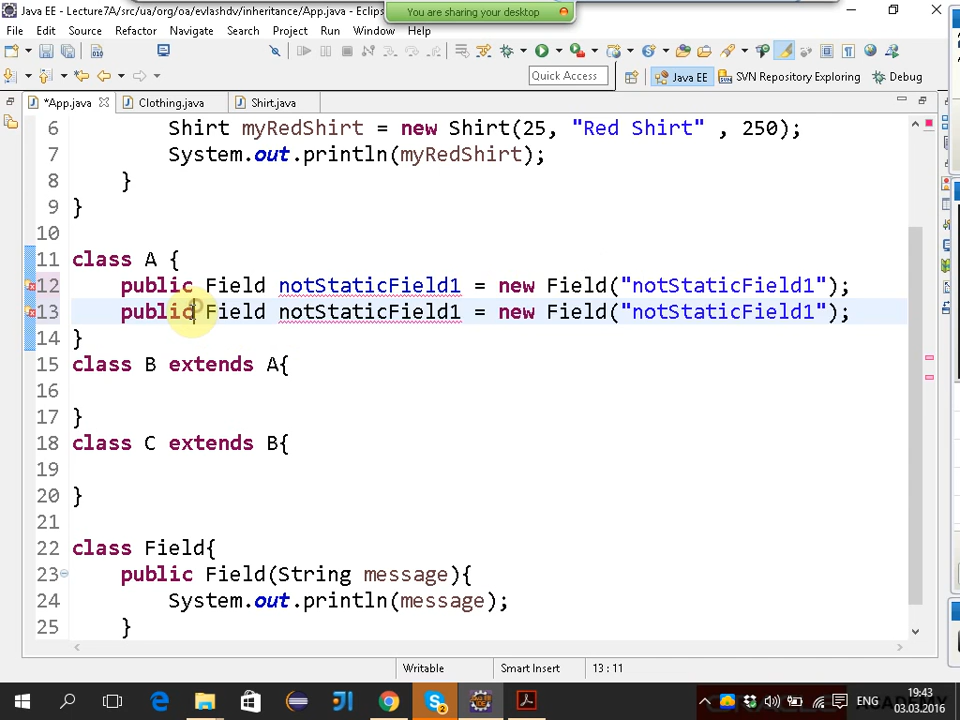 Java EE - Lecture7A/src/ua/org/oa/evlashdv/inheritance/App.java - Eclips
You are sharing your desktop
File Edit Source Refactor Navigate Search Project Run Window Help
Quick Access
Java EE
SVN Repository Exploring
Debug
*App.java
Clothing.java
Shirt.java
6 Shirt myRedShirt = new Shirt(25, "Red Shirt" , 250);
7 System.out.println(myRedShirt);
8 }
9 }
10
11 class A {
12 public Field notStaticField1 = new Field("notStaticField1");
13 public Field notStaticField1 = new Field("notStaticField1");
14 }
15 class B extends A{
16
17 }
18 class C extends B{
19
20 }
21
22 class Field{
23 public Field(String message){
24 System.out.println(message);
25 }
Writable
Smart Insert
13 : 11
ENG
19:43
03.03.2016